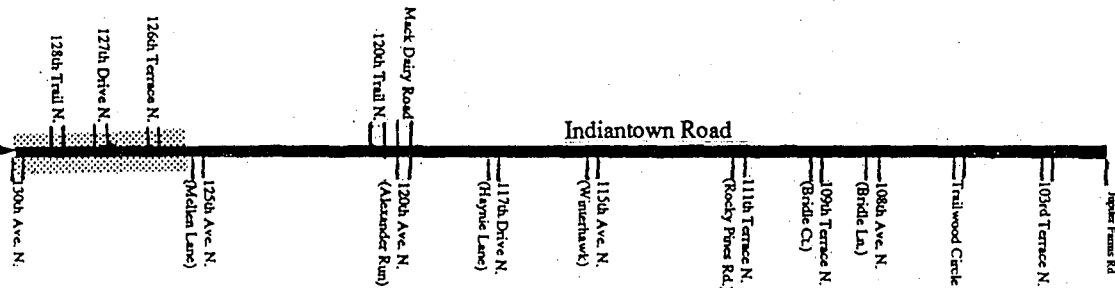 128th Trail N.
127th Drive N.
126th Terrace N.
120th Trail N.
Mack Dairy Road
Indiantown Road
Jupiter Farms Rd
130th Ave. N.
125th Ave. N.
(Mellen Lane)
120th Ave. N.
(Alexander Run)
117th Drive N.
(Haynie Lane)
115th Ave. N.
(Winterhawk)
111th Terrace N.
(Rocky Pines Rd.)
109th Terrace N.
(Bridle Ct.)
108th Ave. N.
(Bridle Ln.)
Trailwood Circle
103rd Terrace N.